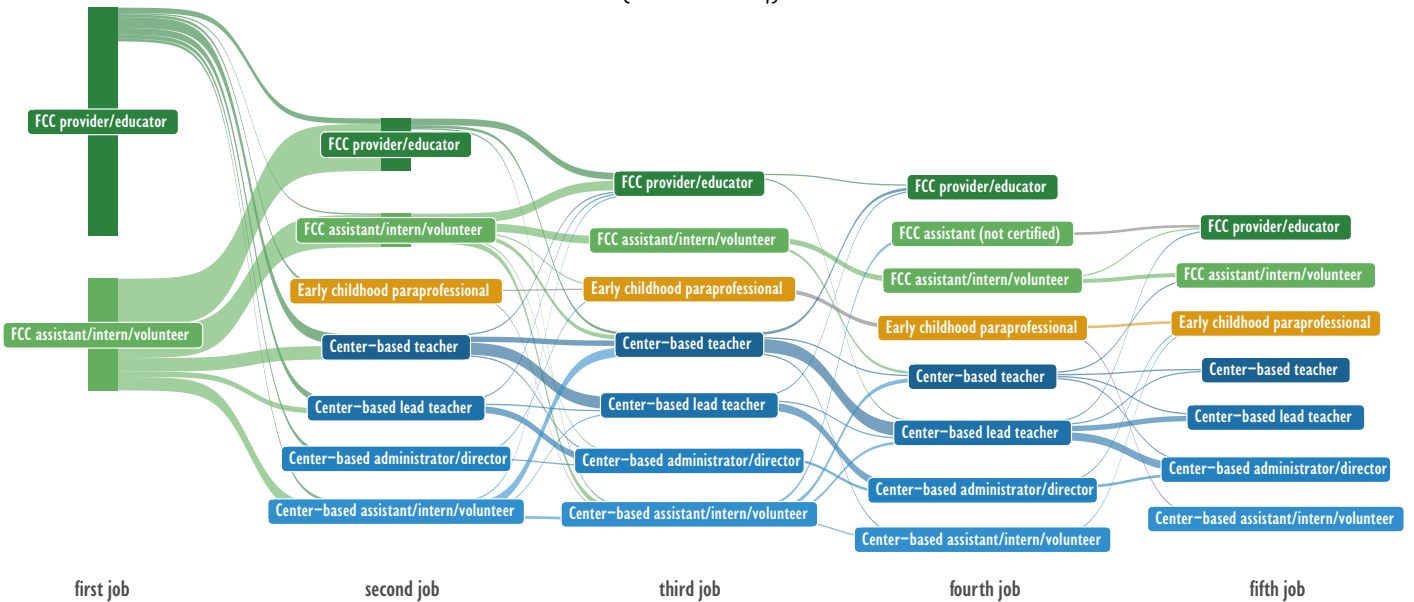 FCC provider/educator
FCC assistant/intern/volunteer
FCC provider/educator
FCC assistant/intern/volunteer
Early childhood paraprofessional
Center-based teacher
Center-based lead teacher
Center-based administrator/director
Center-based assistant/intern/volunteer
FCC provider/educator
FCC assistant/intern/volunteer
Early childhood paraprofessional
Center-based teacher
Center-based lead teacher
Center-based administrator/director
Center-based assistant/intern/volunteer
FCC provider/educator
FCC assistant (not certified)
FCC assistant/intern/volunteer
Early childhood paraprofessional
Center-based teacher
Center-based lead teacher
Center-based administrator/director
Center-based assistant/intern/volunteer
FCC provider/educator
FCC assistant/intern/volunteer
Early childhood paraprofessional
Center-based teacher
Center-based lead teacher
Center-based administrator/director
Center-based assistant/intern/volunteer
first job
second job
third job
fourth job
fifth job